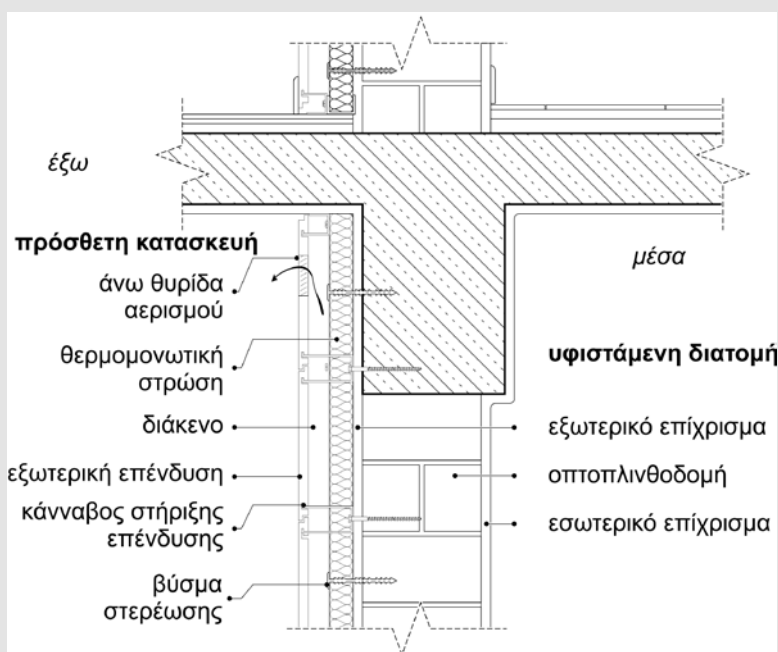 έξω
πρόσθετη κατασκευή
άνω θυρίδα
αερισμού
θερμομονωτική
στρώση
διάκενο
εξωτερική επένδυση
κάνναβος στήριξης
επένδυσης
βύσμα
στερέωσης
μέσα
υφιστάμενη διατομή
εξωτερικό επίχρισμα
οπτοπλινθοδομή
εσωτερικό επίχρισμα